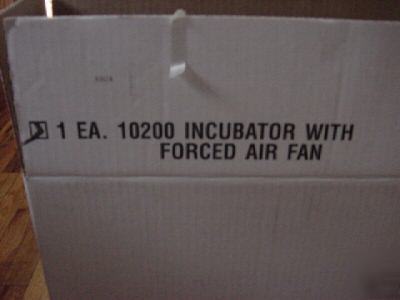 1 EA. 10200 INCUBATOR WITH
FORCED AIR FAN